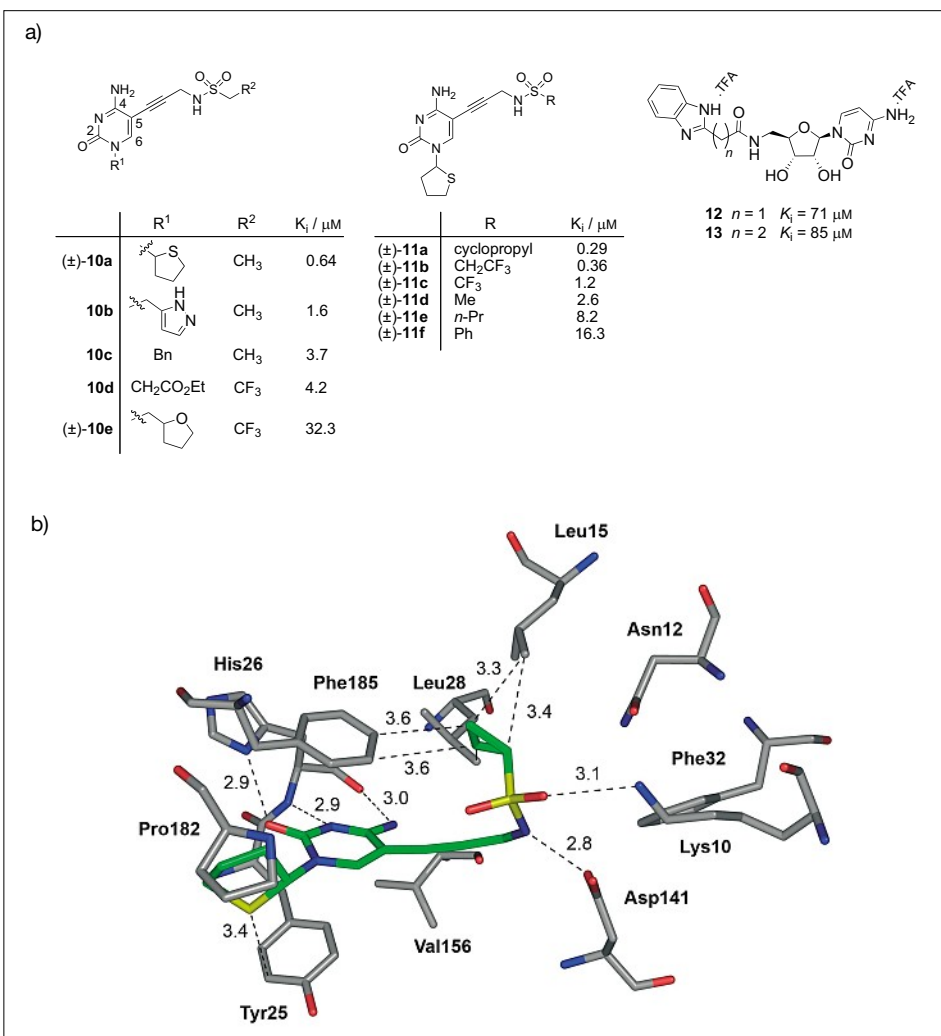 a)
NH2
4
N
2
O
N
5
6
R1
N
H
O O
S
R2
R1 R2 Ki / µM
(±)-10a S CH3 0.64
10b H N N CH3 1.6
10c Bn CH3 3.7
10d CH2CO2Et CF3 4.2
(±)-10e O CF3 32.3
NH2
4
N
2
O
N
5
6
S
N
H
O O
S
R
R Ki / µM
(±)-11a cyclopropyl 0.29
(±)-11b CH2CF3 0.36
(±)-11c CF3 1.2
(±)-11d Me 2.6
(±)-11e n-Pr 8.2
(±)-11f Ph 16.3
TFA
NH
N
O
n
N
H
O
HO OH
N
N
O
NH2
TFA
12 n = 1 Ki = 71 µM
13 n = 2 Ki = 85 µM
b)
Leu15
Asn12
His26
Phe185
Leu28
3.3
3.4
3.6
3.6
3.1
Phe32
2.9
2.9
3.0
Pro182
Lys10
2.8
Asp141
3.4
Val156
Tyr25